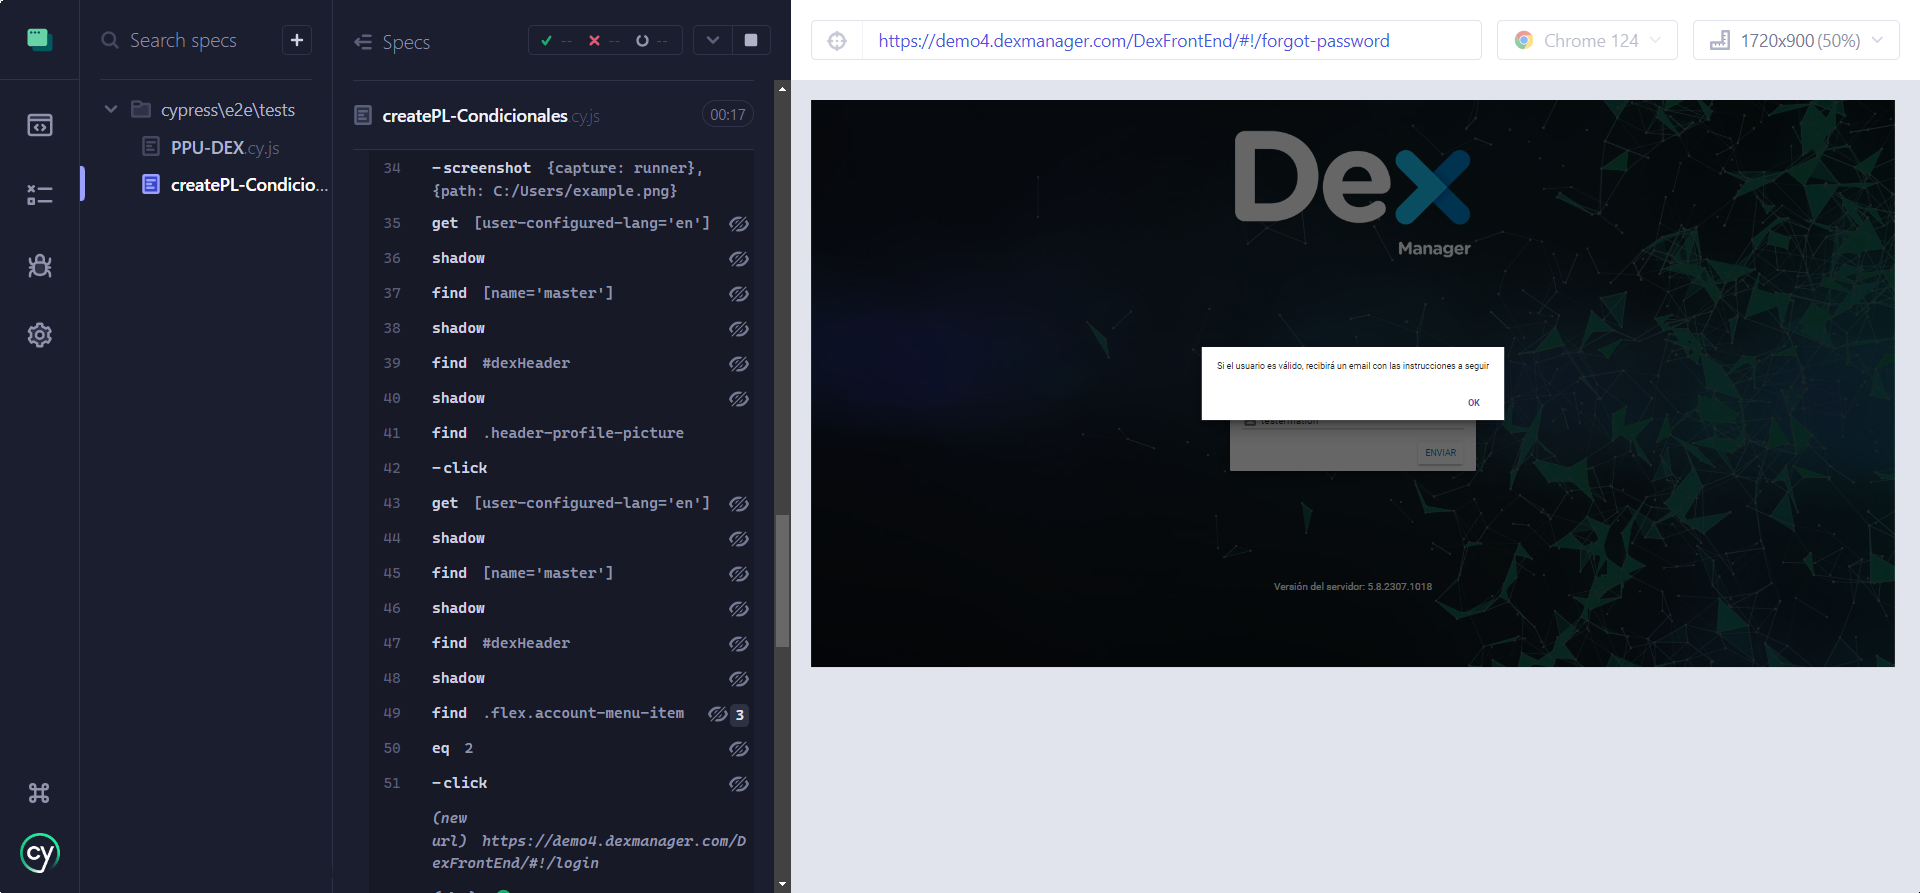 Search specs
+
cypress\e2e\tests
PPU-DEX.cy.js
createPL-Condicio...
cy
Specs
-- -- --
createPL-Condicionales.cy.js
00:17
34 -screenshot {capture: runner},
{path: C:/Users/example.png}
35 get [user-configured-lang='en']
36 shadow
37 find [name='master']
38 shadow
39 find #dexHeader
40 shadow
41 find .header-profile-picture
42 -click
43 get [user-configured-lang='en']
44 shadow
45 find [name='master']
46 shadow
47 find #dexHeader
48 shadow
49 find .flex.account-menu-item 3
50 eq 2
51 -click
(new
url) https://demo4.dexmanager.com/D
exFrontEnd/#!/login
https://demo4.dexmanager.com/DexFrontEnd/#!/forgot-password
Chrome 124
1720x900 (50%)
Dex
Manager
Si el usuario es válido, recibirá un email con las instrucciones a seguir
OK
ENVIAR
Versión del servidor: 5.8.2307.1018